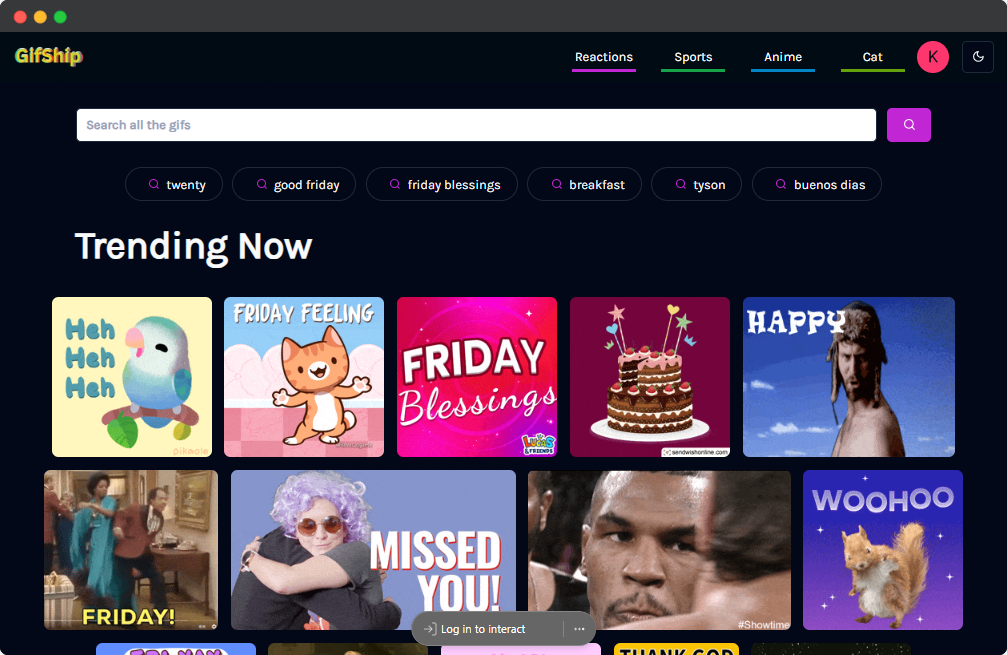 GifShip
Reactions
Sports
Anime
Cat
K
Search all the gifs
twenty
good friday
friday blessings
breakfast
tyson
buenos dias
Trending Now
Heh
Heh
Heh
FRIDAY FEELING
FRIDAY
Blessings
LUCAS
& FRIENDS
sendwishonline.com
HAPPY
FRIDAY!
MISSED
YOU!
#Showtime
WOOHOO
Log in to interact
THANK GOD